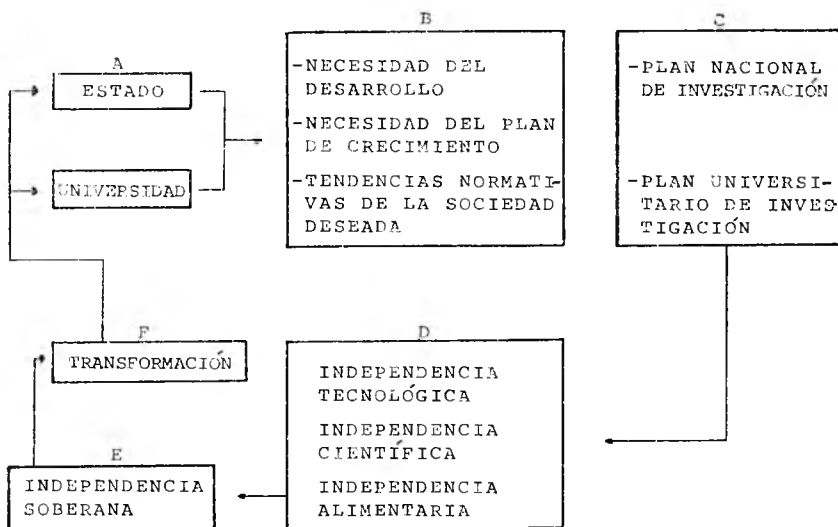 A
ESTADO
UNIVERSIDAD
B
-NECESIDAD DEL
DESARROLLO
-NECESIDAD DEL PLAN
DE CRECIMIENTO
-TENDENCIAS NORMATI-
VAS DE LA SOCIEDAD
DESEADA
C
-PLAN NACIONAL
DE INVESTIGACIÓN
-PLAN UNIVERSI-
TARIO DE INVES-
TIGACIÓN
D
INDEPENDENCIA
TECNOLÓGICA
INDEPENDENCIA
CIENTÍFICA
INDEPENDENCIA
ALIMENTARIA
E
INDEPENDENCIA
SOBERANA
F
TRANSFORMACIÓN